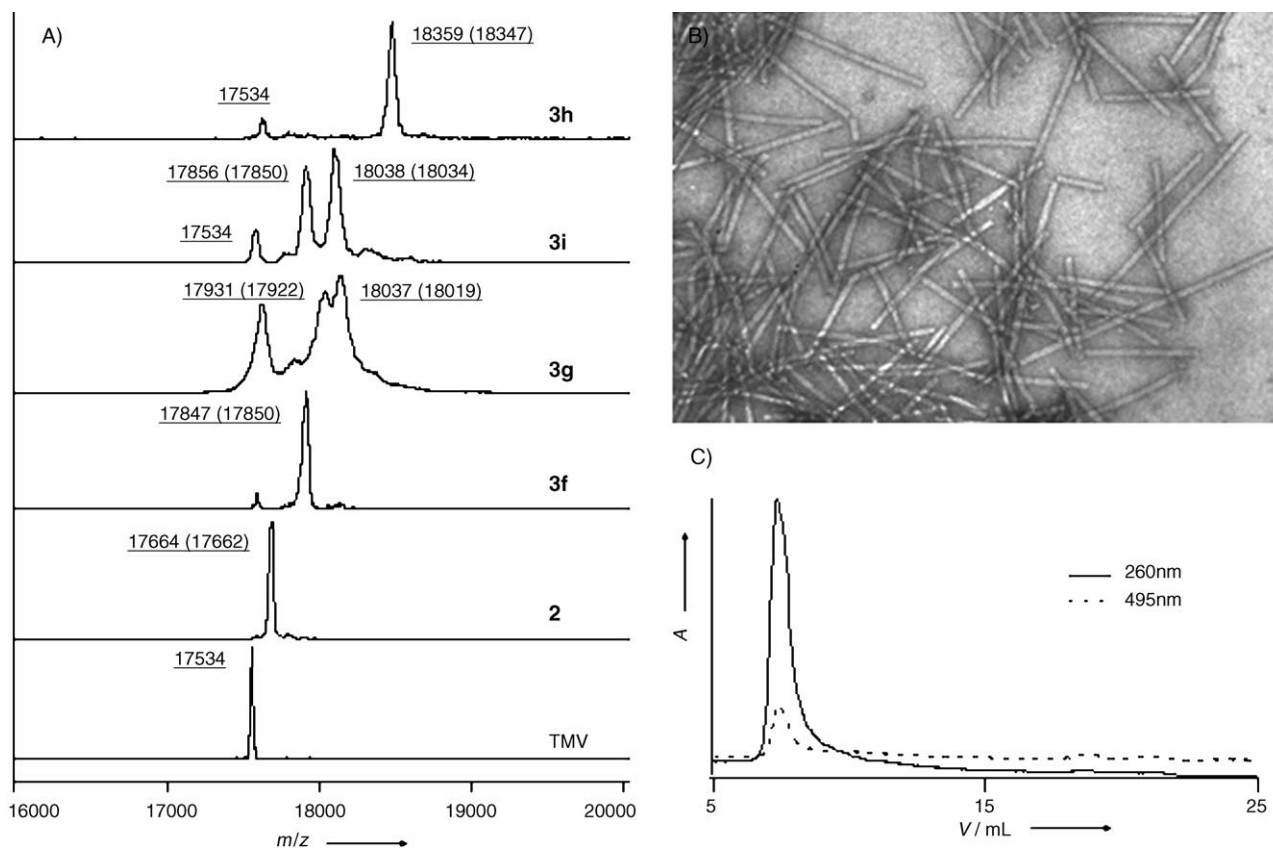 A)
18359 (18347)
17534
3h
17856 (17850)
18038 (18034)
17534
3i
17931 (17922)
18037 (18019)
3g
17847 (17850)
3f
17664 (17662)
2
17534
TMV
16000 17000 18000 19000 20000
m/z
B)
C)
260nm
495nm
A
5 15 25
V / mL